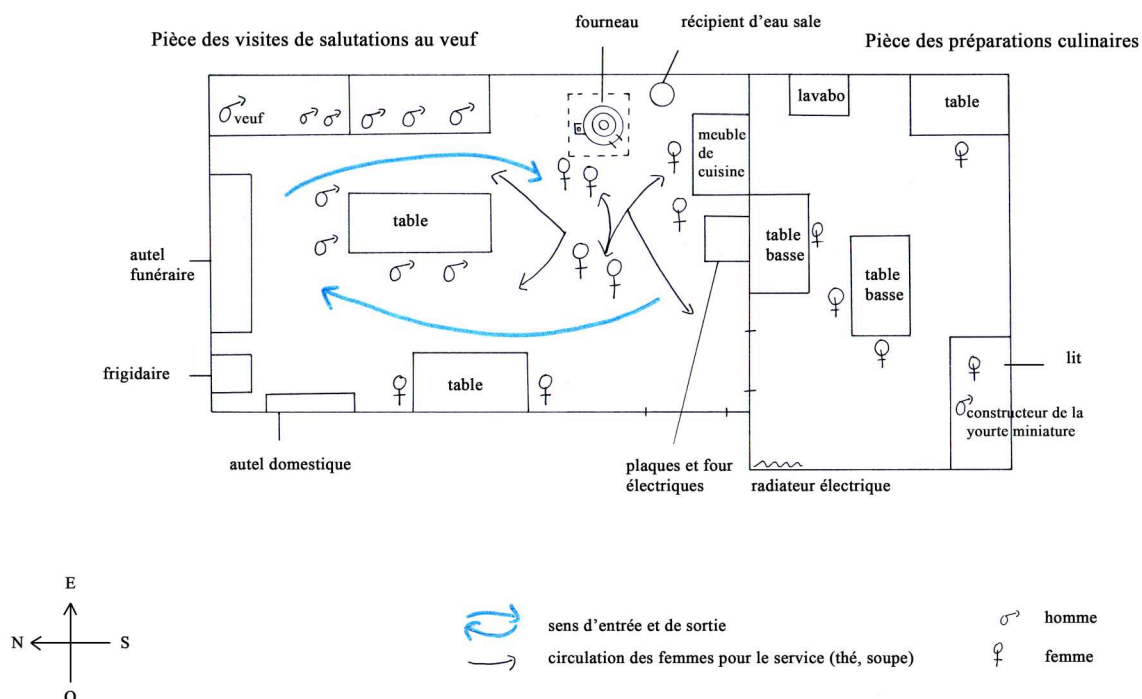 fourneau
récipient d'eau sale
Pièce des visites de salutations au veuf
Pièce des préparations culinaires
veuf
lavabo
table
meuble
de
cuisine
table
table
basse
table
basse
autel
funéraire
frigidaire
table
lit
constructeur de la
yourte miniature
autel domestique
plaques et four
électriques
radiateur électrique
E
N
S
O
sens d'entrée et de sortie
homme
circulation des femmes pour le service (thé, soupe)
femme